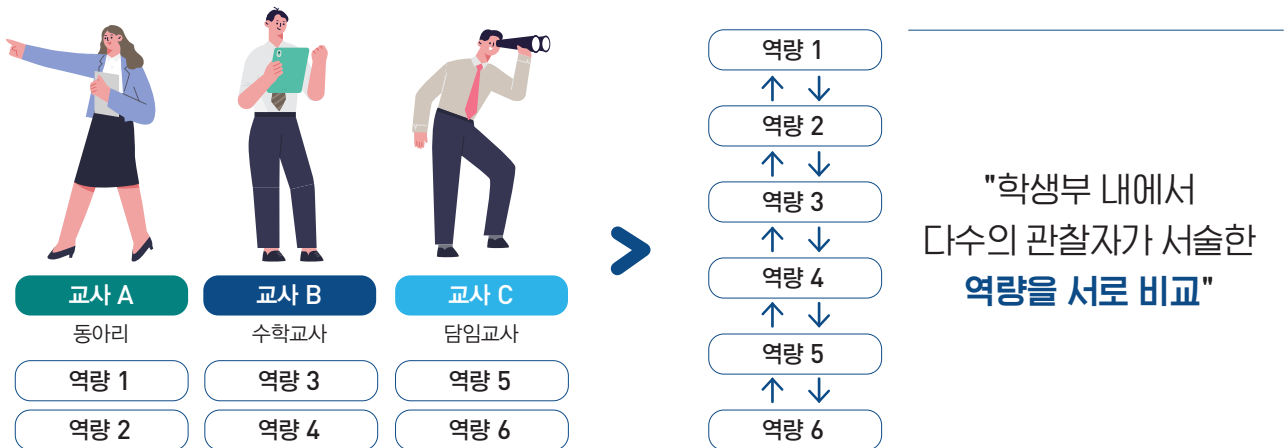 교사 A
동아리
역량 1
역량 2
교사 B
수학교사
역량 3
역량 4
교사 C
담임교사
역량 5
역량 6
역량 1
역량 2
역량 3
역량 4
역량 5
역량 6
"학생부 내에서
다수의 관찰자가 서술한
역량을 서로 비교"